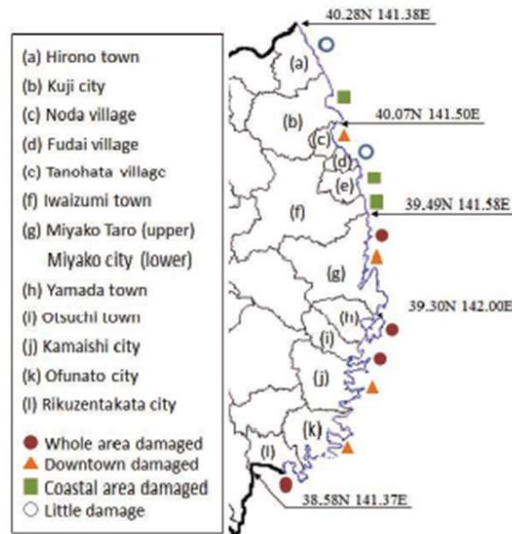 (a) Hirono town
(b) Kuji city
(c) Noda village
(d) Fudai village
(c) Tanohata village
(f) Iwaizumi town
(g) Miyako Taro (upper)
Miyako city (lower)
(h) Yamada town
(i) Otsuchi town
(j) Kamaishi city
(k) Ofunato city
(l) Rikuzentakata city
Whole area damaged
Downtown damaged
Coastal area damaged
Little damage
40.28N 141.38E
(a)
(b)
40.07N 141.50E
(c)
(d)
(e)
(f)
39.49N 141.58E
(g)
39.30N 142.00E
(h)
(i)
(j)
(k)
(l)
38.58N 141.37E